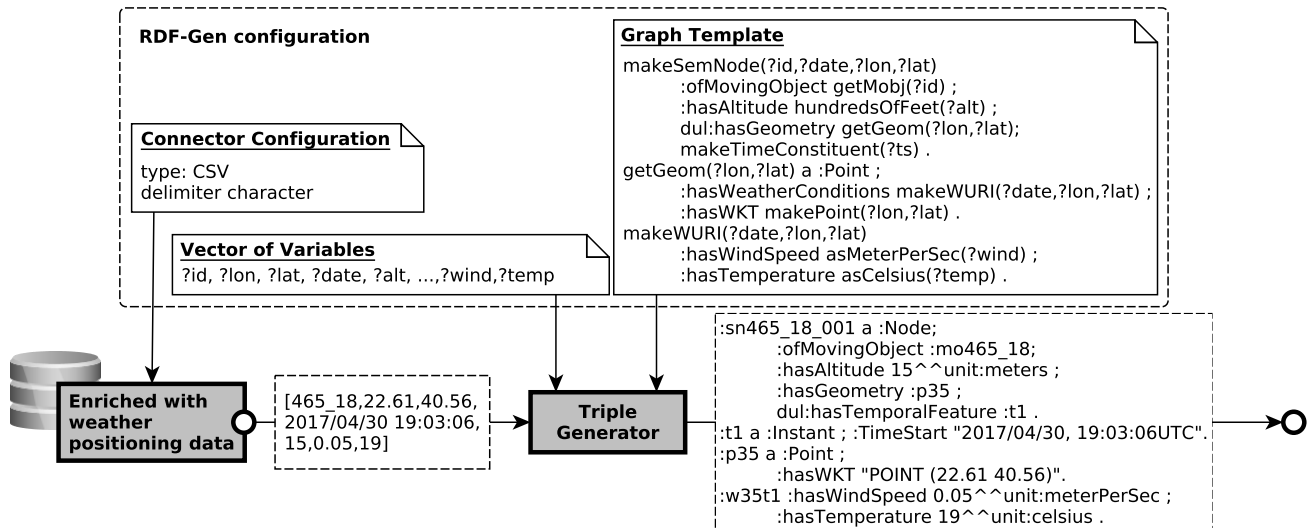 RDF-Gen configuration
Graph Template
makeSemNode(?id,?date,?lon,?lat)
:ofMovingObject getMobj(?id) ;
:hasAltitude hundredsOfFeet(?alt) ;
dul:hasGeometry getGeom(?lon,?lat);
makeTimeConstituent(?ts) .
getGeom(?lon,?lat) a :Point ;
:hasWeatherConditions makeWURI(?date,?lon,?lat) ;
:hasWKT makePoint(?lon,?lat) .
makeWURI(?date,?lon,?lat)
:hasWindSpeed asMeterPerSec(?wind) ;
:hasTemperature asCelsius(?temp) .
Connector Configuration
type: CSV
delimiter character
Vector of Variables
?id, ?lon, ?lat, ?date, ?alt, ...,?wind,?temp
Enriched with
weather
positioning data
[465_18,22.61,40.56,
2017/04/30 19:03:06,
15,0.05,19]
Triple
Generator
:sn465_18_001 a :Node;
:ofMovingObject :mo465_18;
:hasAltitude 15^^unit:meters ;
:hasGeometry :p35 ;
dul:hasTemporalFeature :t1 .
:t1 a :Instant ; :TimeStart "2017/04/30, 19:03:06UTC".
:p35 a :Point ;
:hasWKT "POINT (22.61 40.56)".
:w35t1 :hasWindSpeed 0.05^^unit:meterPerSec ;
:hasTemperature 19^^unit:celsius .